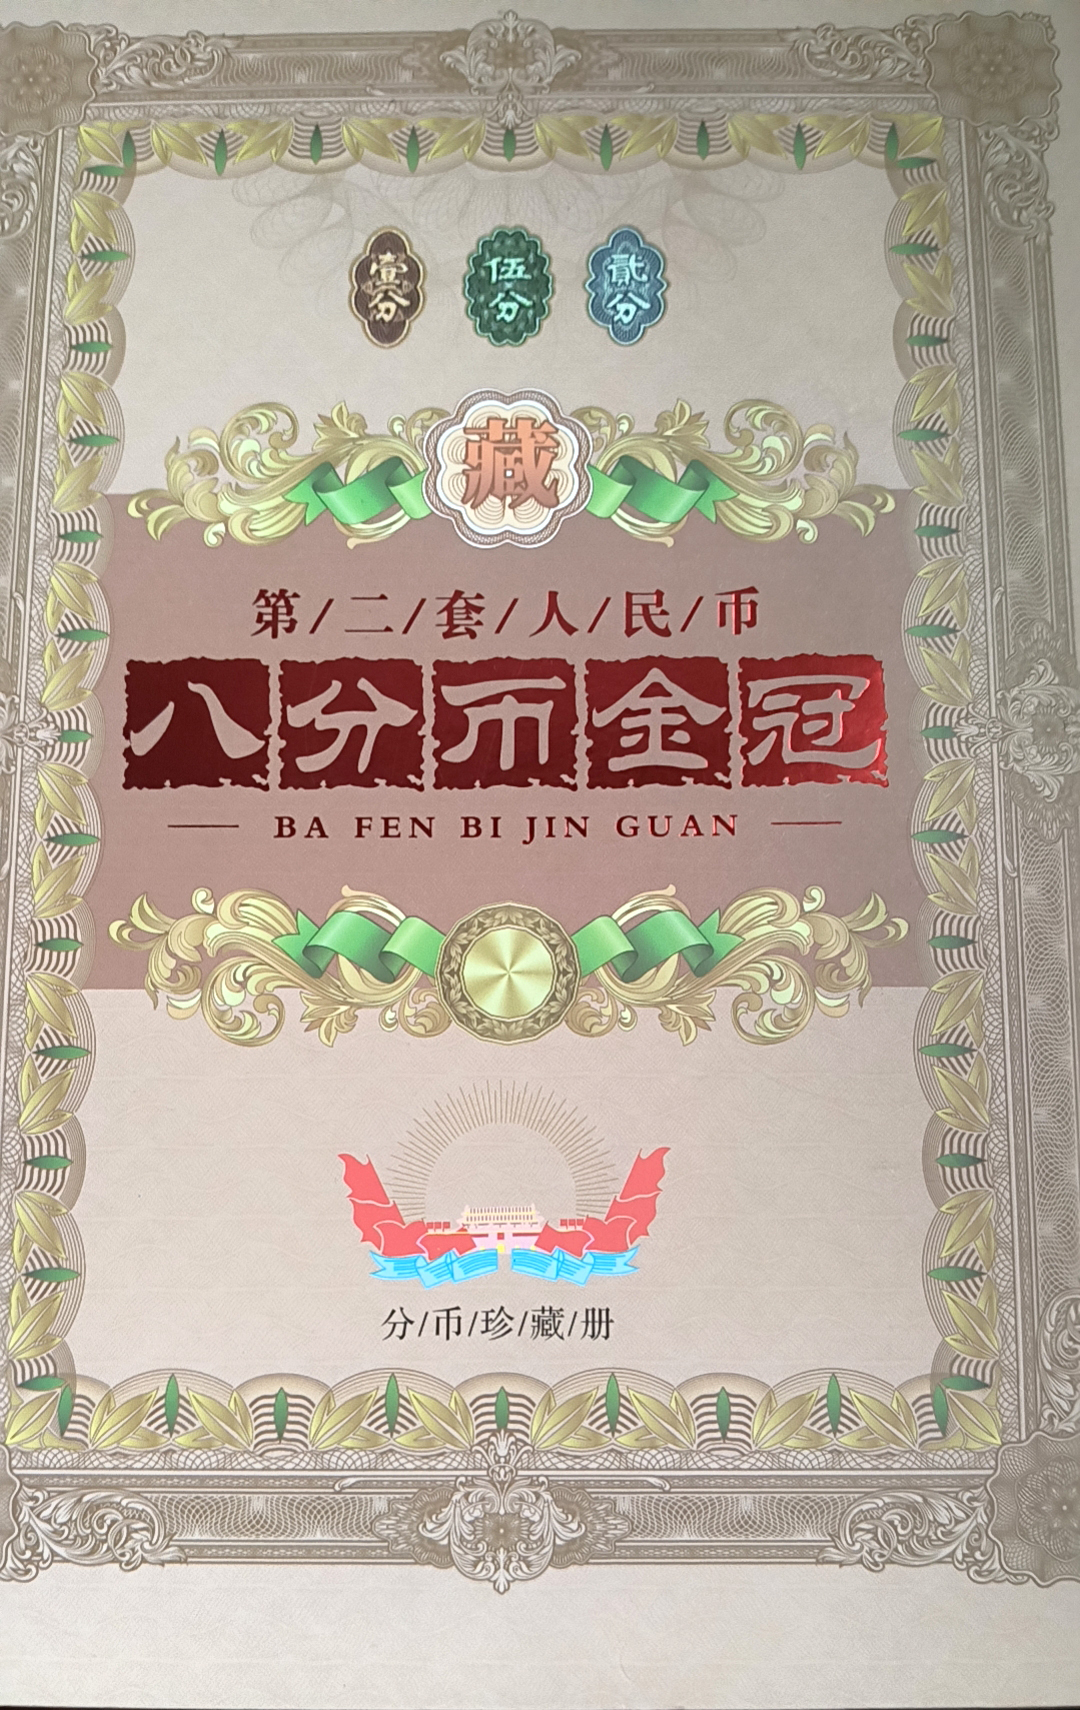 壹分 伍分 貳分
藏
第/二/套/人/民/币
八分币金冠
BA FEN BI JIN GUAN
分/币/珍/藏/册